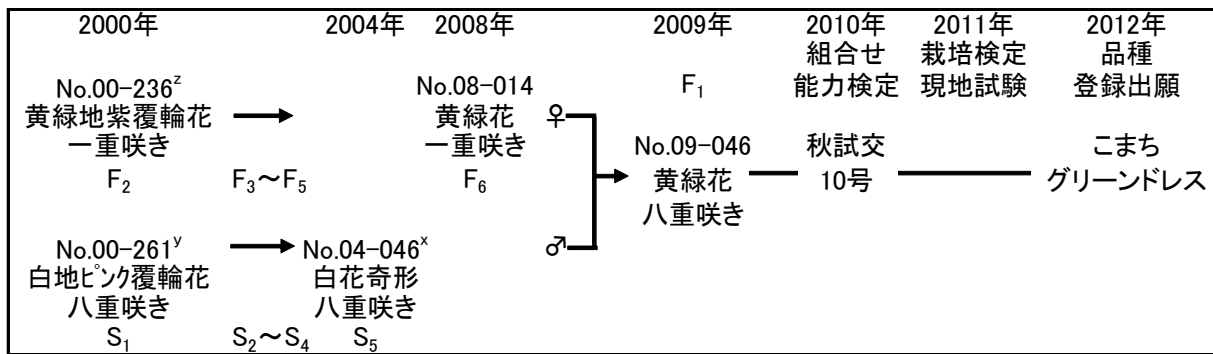 2000年 2004年 2008年 2009年 2010年 2011年 2012年
組合せ 栽培検定 品種
No.00-236z No.08-014 F1 能力検定 現地試験 登録出願
黄緑地紫覆輪花 黄緑花 ♀
一重咲き 一重咲き No.09-046 秋試交 こまち
F2 F3～F5 F6 黄緑花 10号 グリーンドレス
八重咲き
No.00-261y No.04-046x ♂
白地ピンク覆輪花 白花奇形
八重咲き 八重咲き
S1 S2～S4 S5